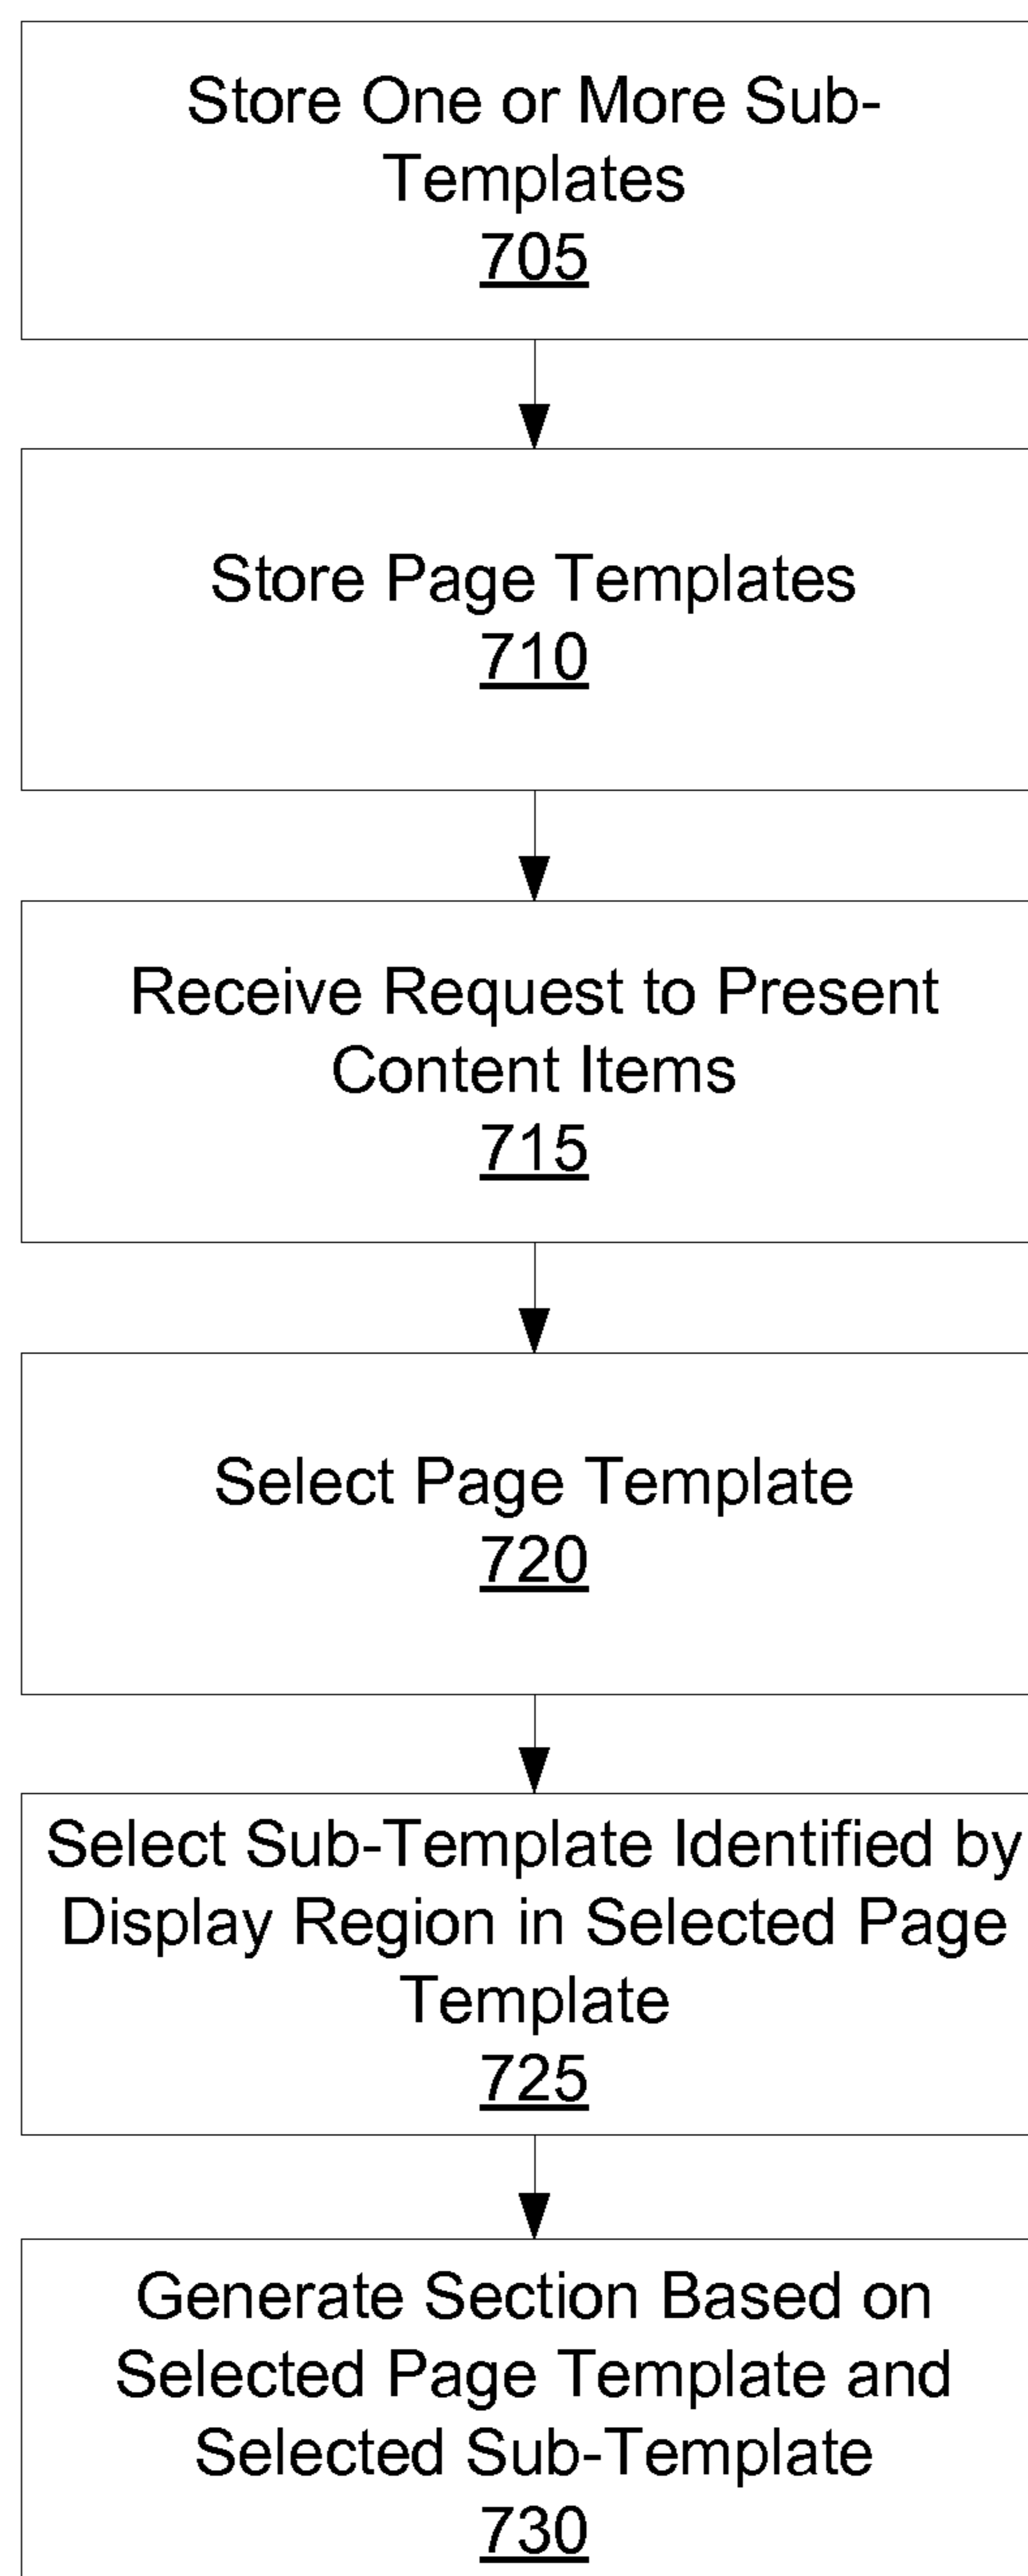 Store One or More Sub-
Templates
705
Store Page Templates
710
Receive Request to Present
Content Items
715
Select Page Template
720
Select Sub-Template Identified by
Display Region in Selected Page
Template
725
Generate Section Based on
Selected Page Template and
Selected Sub-Template
730